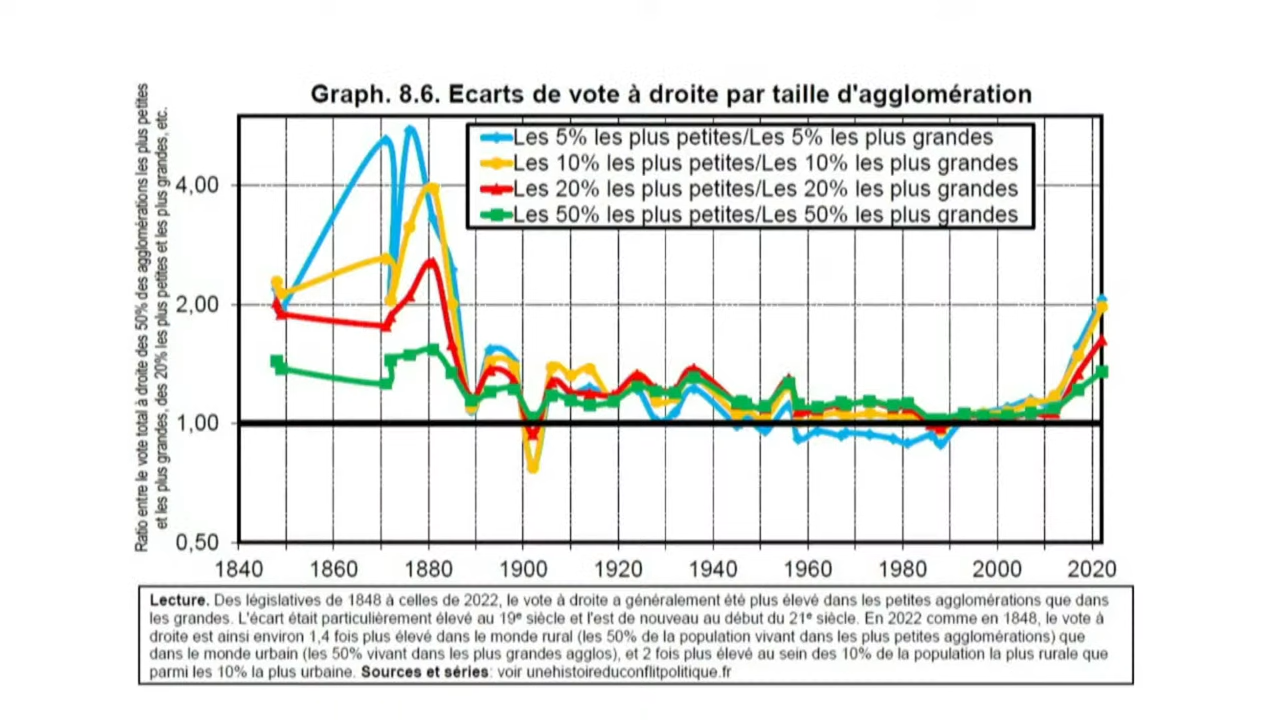 Graph. 8.6. Ecarts de vote à droite par taille d'agglomération
Ratio entre le vote total à droite des 50% des agglomérations les plus petites
et les plus grandes, des 20% les plus petites et les plus grandes, etc.
Les 5% les plus petites/Les 5% les plus grandes
Les 10% les plus petites/Les 10% les plus grandes
Les 20% les plus petites/Les 20% les plus grandes
Les 50% les plus petites/Les 50% les plus grandes
4,00
2,00
1,00
0,50
1840 1860 1880 1900 1920 1940 1960 1980 2000 2020
Lecture. Des législatives de 1848 à celles de 2022, le vote à droite a généralement été plus élevé dans les petites agglomérations que dans
les grandes. L'écart était particulièrement élevé au 19e siècle et l'est de nouveau au début du 21e siècle. En 2022 comme en 1848, le vote à
droite est ainsi environ 1,4 fois plus élevé dans le monde rural (les 50% de la population vivant dans les plus petites agglomérations) que
dans le monde urbain (les 50% vivant dans les plus grandes agglos), et 2 fois plus élevé au sein des 10% de la population la plus rurale que
parmi les 10% la plus urbaine. Sources et séries: voir unehistoireduconflitpolitique.fr